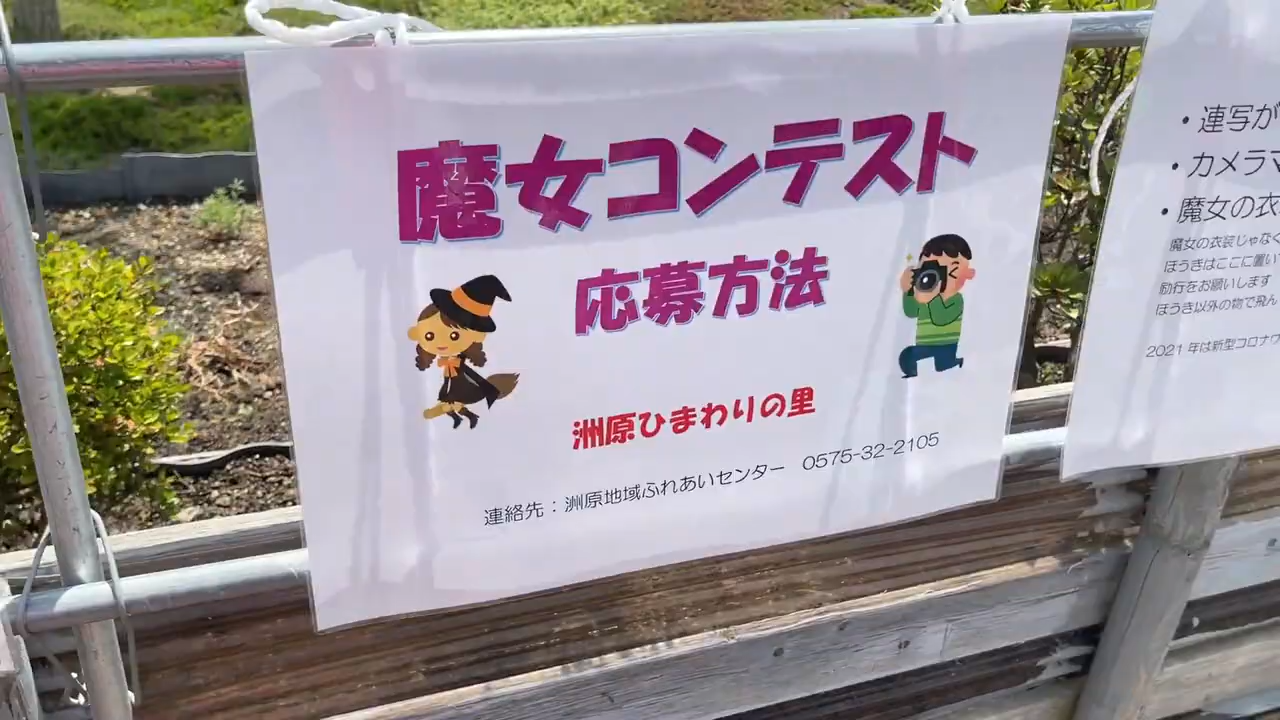 魔女コンテスト
応募方法
洲原ひまわりの里
連絡先：洲原地域ふれあいセンター 0575-32-2105
・連写が
・カメラマ
・魔女の衣
魔女の衣装じゃなく
ほうきはここに置い
励行をお願いします
ほうき以外の物で飛ん
2021年は新型コロナウ